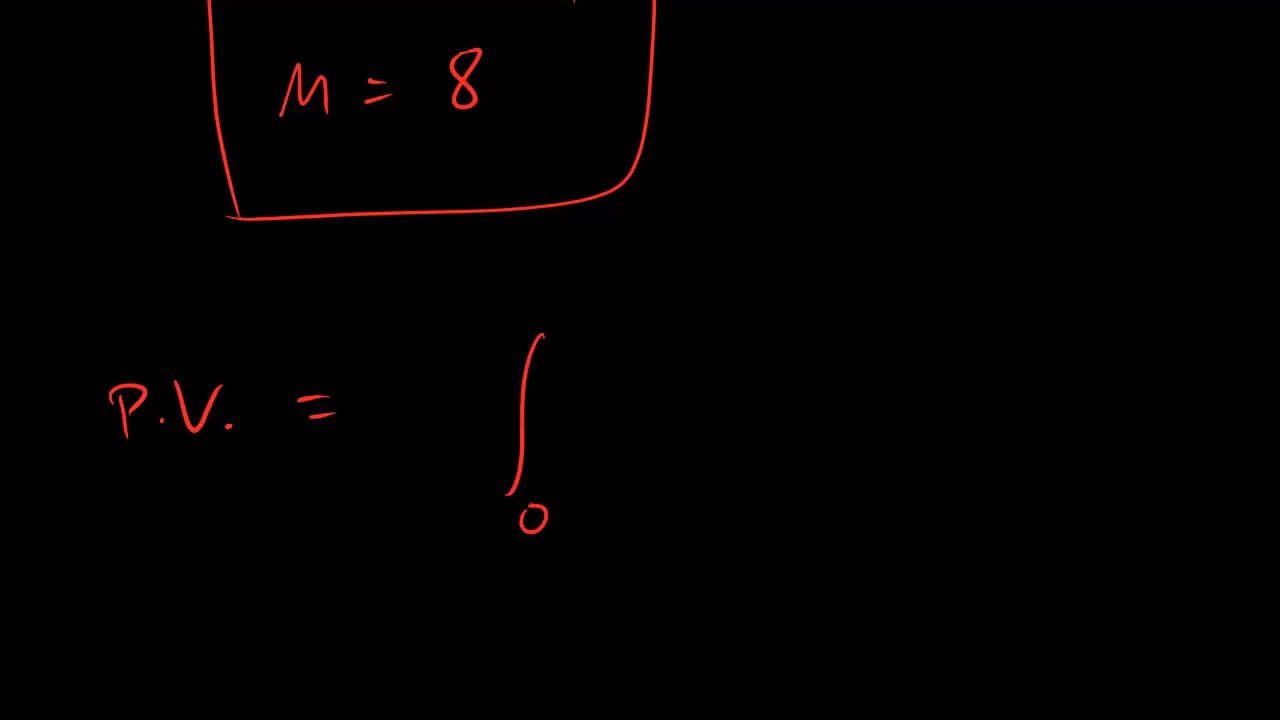 M = 8
P.V. = ∫
0